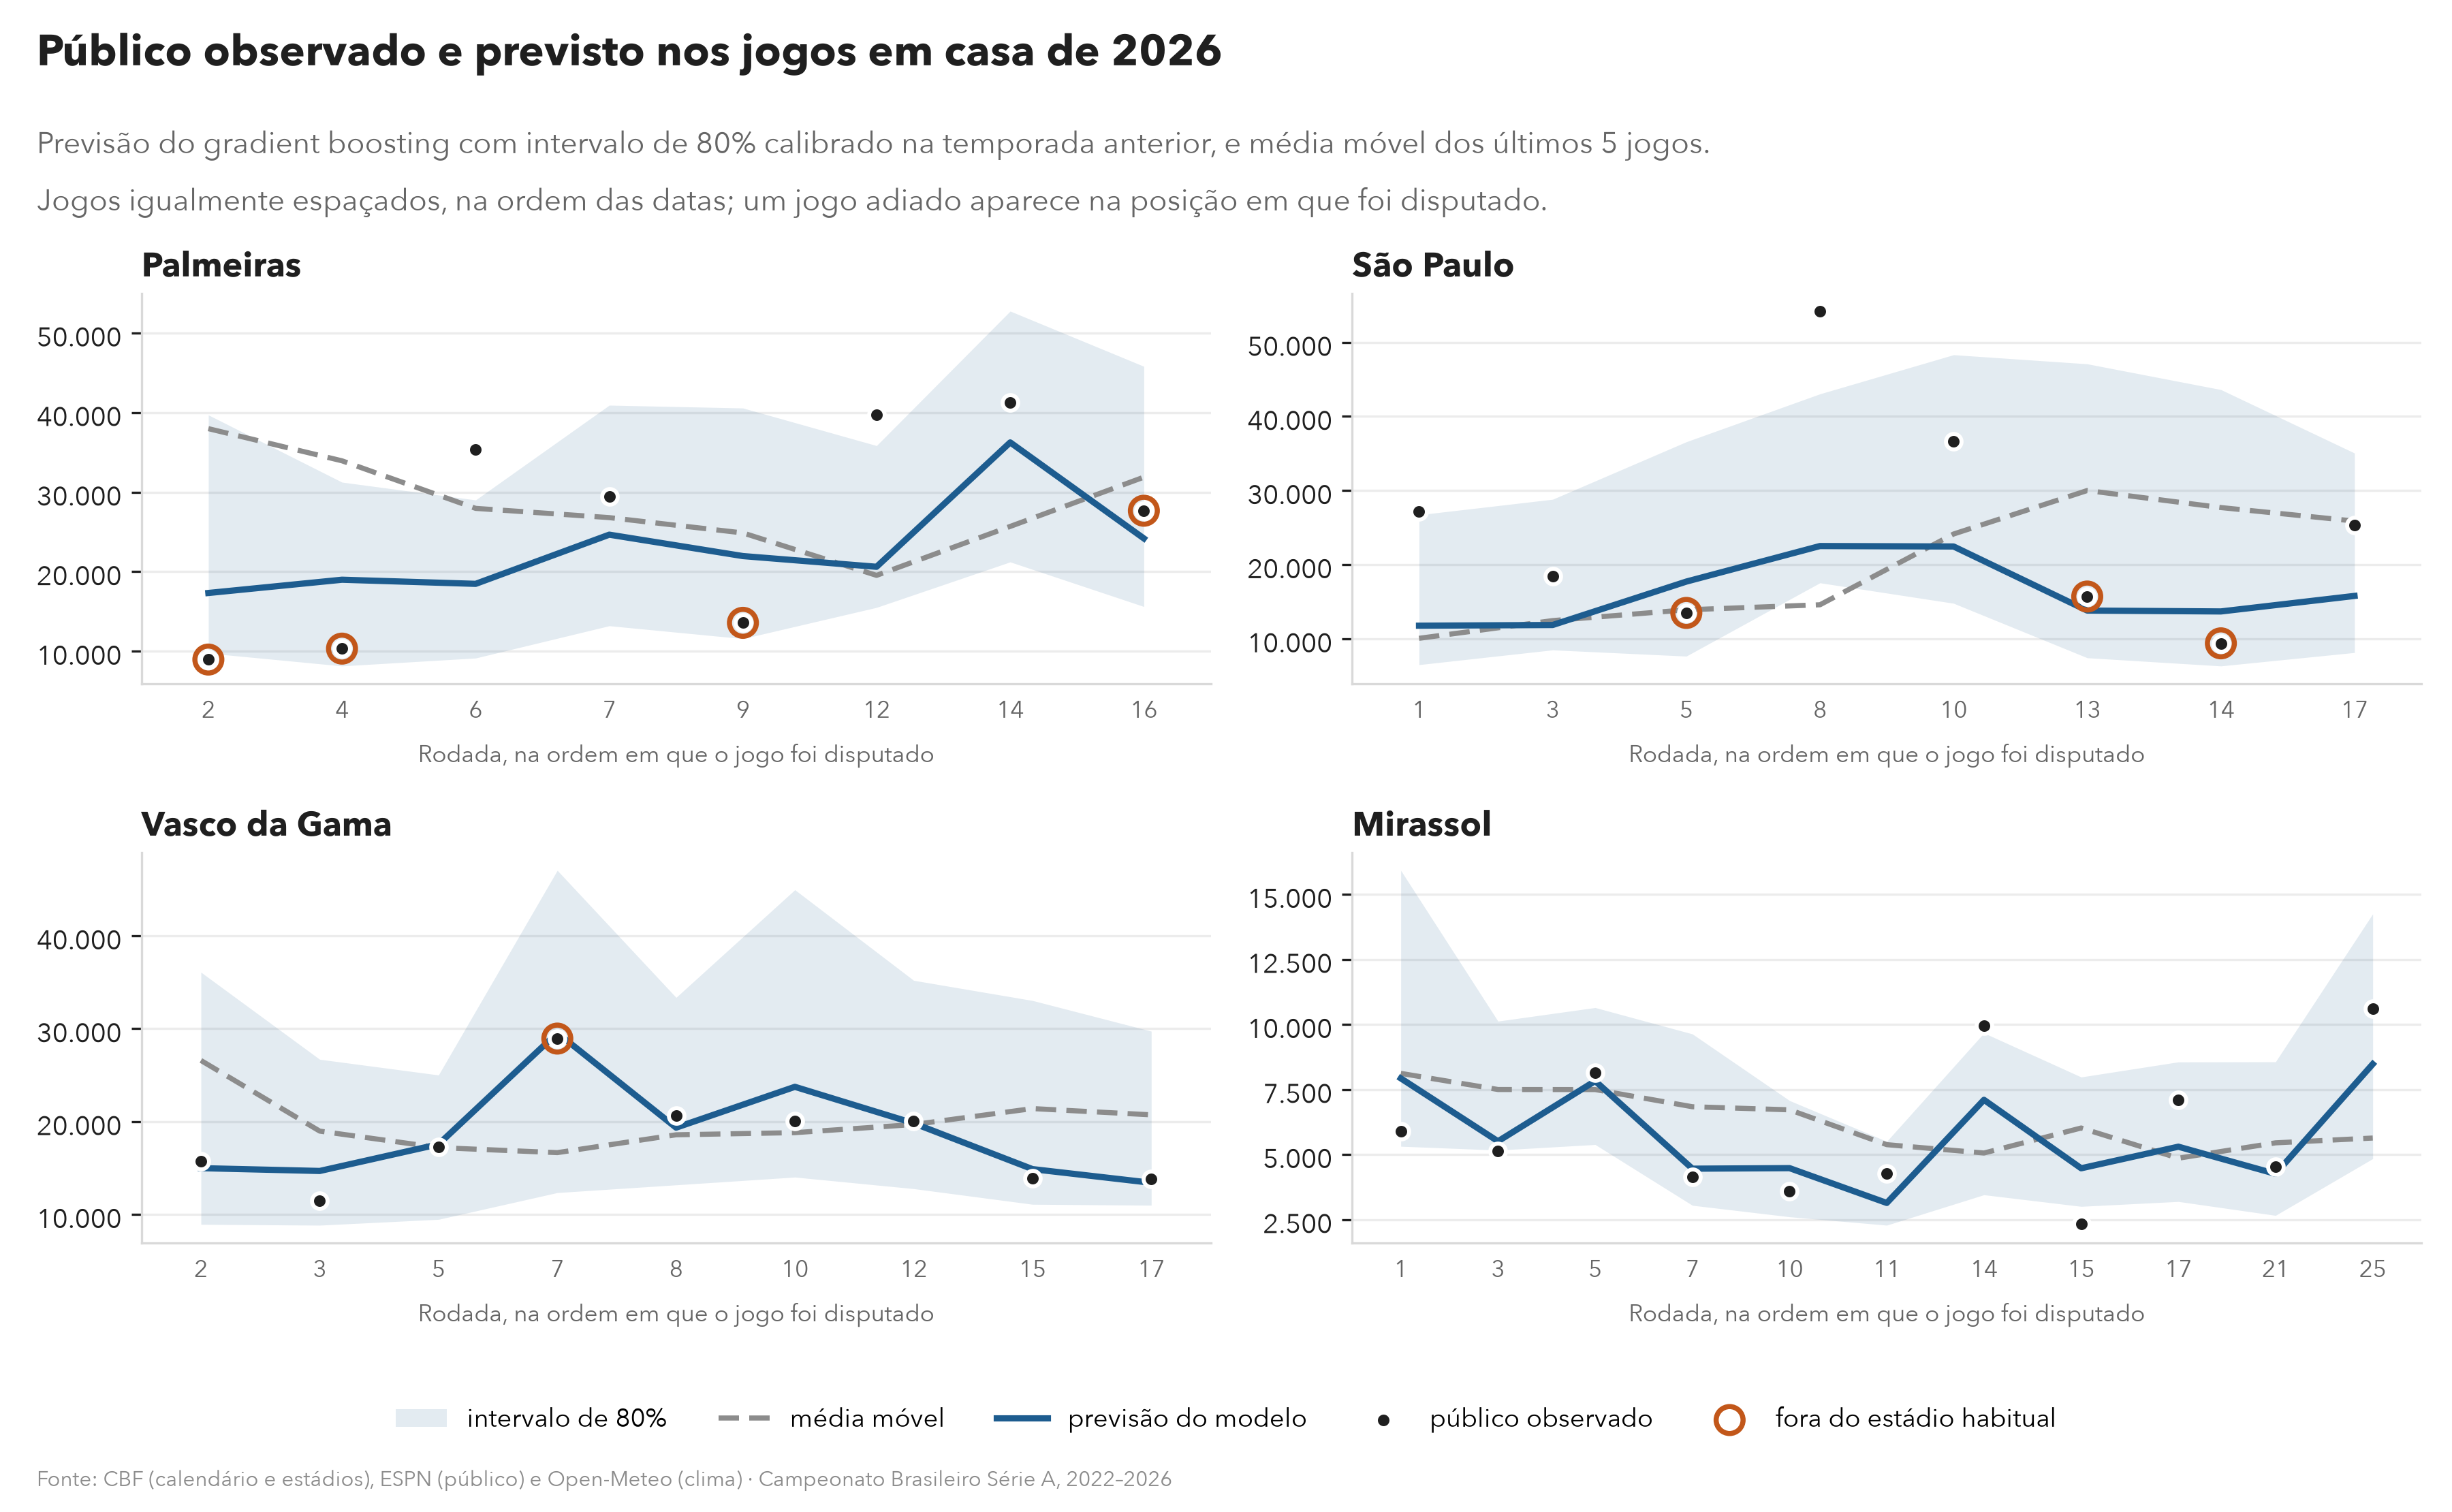 Público observado e previsto nos jogos em casa de 2026
Previsão do gradient boosting com intervalo de 80% calibrado na temporada anterior, e média móvel dos últimos 5 jogos.
Jogos igualmente espaçados, na ordem das datas; um jogo adiado aparece na posição em que foi disputado.
Palmeiras
50.000
40.000
30.000
20.000
10.000
2 4 6 7 9 12 14 16
Rodada, na ordem em que o jogo foi disputado
São Paulo
50.000
40.000
30.000
20.000
10.000
1 3 5 8 10 13 14 17
Rodada, na ordem em que o jogo foi disputado
Vasco da Gama
40.000
30.000
20.000
10.000
2 3 5 7 8 10 12 15 17
Rodada, na ordem em que o jogo foi disputado
Mirassol
15.000
12.500
10.000
7.500
5.000
2.500
1 3 5 7 10 11 14 15 17 21 25
Rodada, na ordem em que o jogo foi disputado
intervalo de 80% média móvel previsão do modelo público observado fora do estádio habitual
Fonte: CBF (calendário e estádios), ESPN (público) e Open-Meteo (clima) · Campeonato Brasileiro Série A, 2022–2026